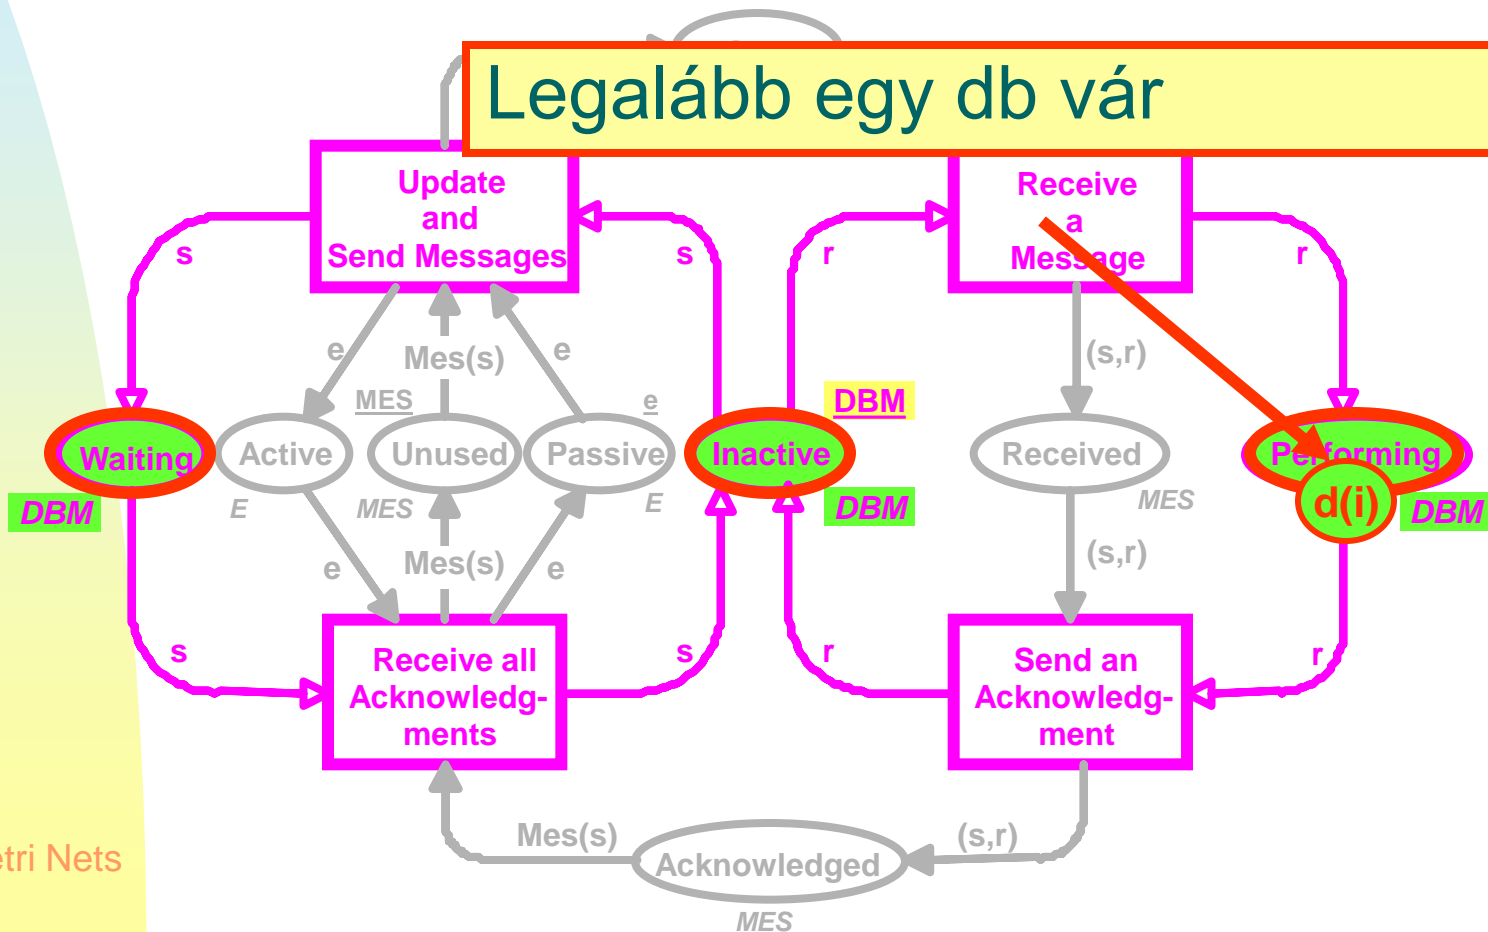 Legalább egy db vár
Update
and
Send Messages
Receive
a
Message
s
s
r
r
e
Mes(s)
e
(s,r)
MES
e
DBM
Waiting
Active
Unused
Passive
Inactive
Received
Performing
DBM
E
MES
E
DBM
MES
d(i)
DBM
e
Mes(s)
e
(s,r)
s
s
r
r
Receive all
Acknowledg-
ments
Send an
Acknowledg-
ment
Mes(s)
(s,r)
Acknowledged
MES
etri Nets